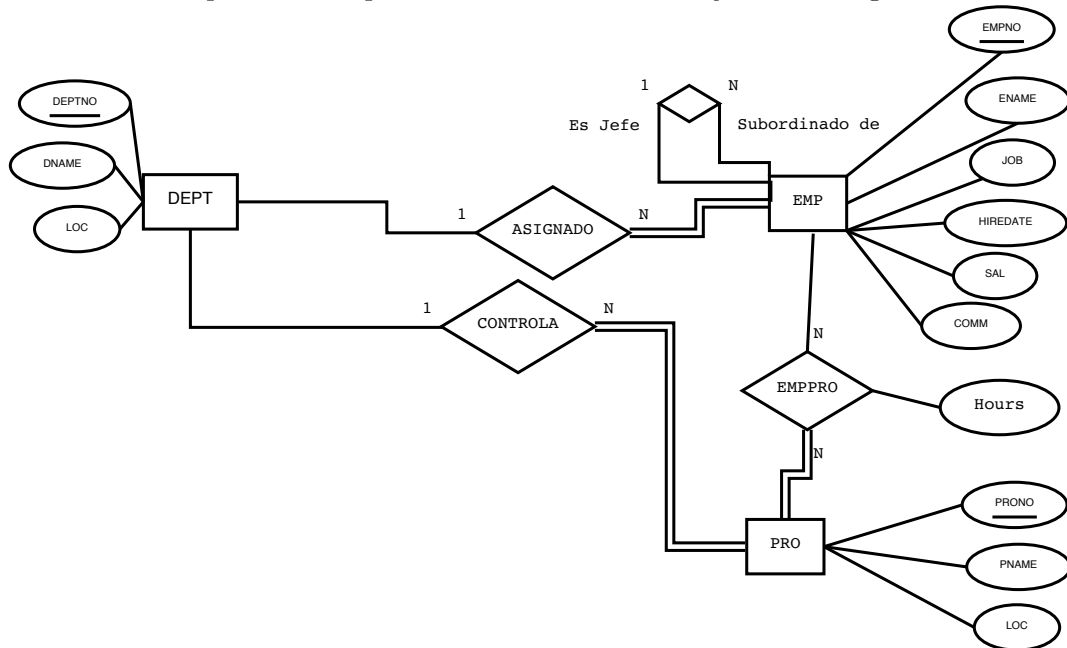 EMPNO
DEPTNO
1
N
ENAME
Es Jefe
Subordinado de
DNAME
JOB
DEPT
EMP
LOC
1
N
ASIGNADO
HIREDATE
SAL
1
N
CONTROLA
COMM
N
EMPPRO
Hours
N
PRONO
PRO
PNAME
LOC